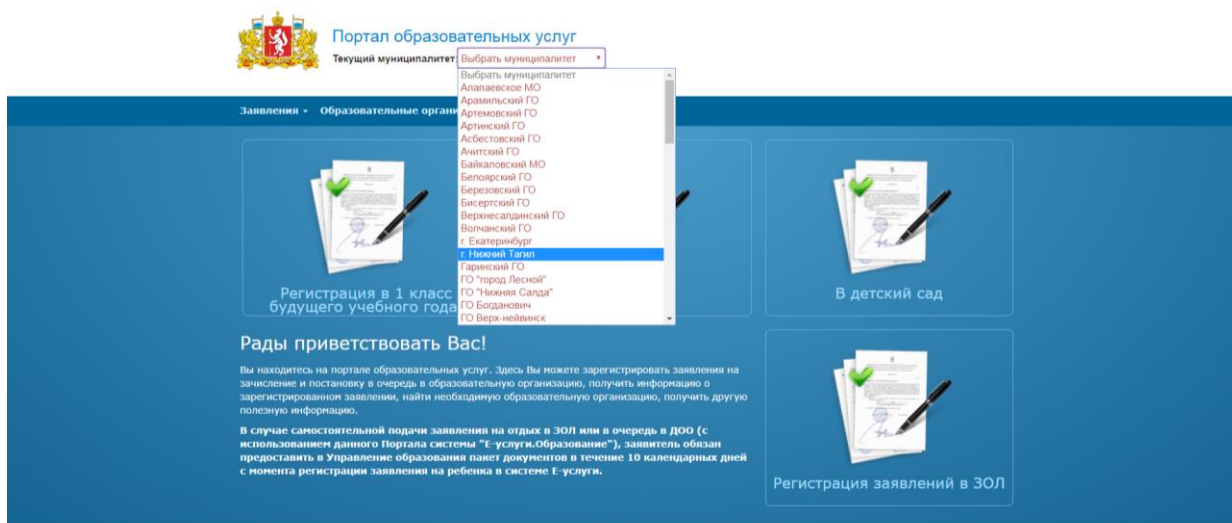 Портал образовательных услуг
Текущий муниципалитет: Выбрать муниципалитет
Выбрать муниципалитет
Алапаевское МО
Арамильский ГО
Артемовский ГО
Артинский ГО
Асбестовский ГО
Ачитский ГО
Байкаловский МО
Белоярский ГО
Березовский ГО
Бисертский ГО
Верхнесалдинский ГО
Волчанский ГО
г. Екатеринбург
г. Нижний Тагил
Гаринский ГО
ГО "город Лесной"
ГО "Нижняя Салда"
ГО Богданович
ГО Верх-нейвинск
Заявления Образовательные органи
Регистрация в 1 класс
будущего учебного года
В детский сад
Рады приветствовать Вас!
Вы находитесь на портале образовательных услуг. Здесь Вы можете зарегистрировать заявления на
зачисление и постановку в очередь в образовательную организацию, получить информацию о
зарегистрированном заявлении, найти необходимую образовательную организацию, получить другую
полезную информацию.
В случае самостоятельной подачи заявления на отдых в ЗОЛ или в очередь в ДОО (с
использованием данного Портала системы "Е-услуги.Образование"), заявитель обязан
предоставить в Управление образования пакет документов в течение 10 календарных дней
с момента регистрации заявления на ребенка в системе Е-услуги.
Регистрация заявлений в ЗОЛ